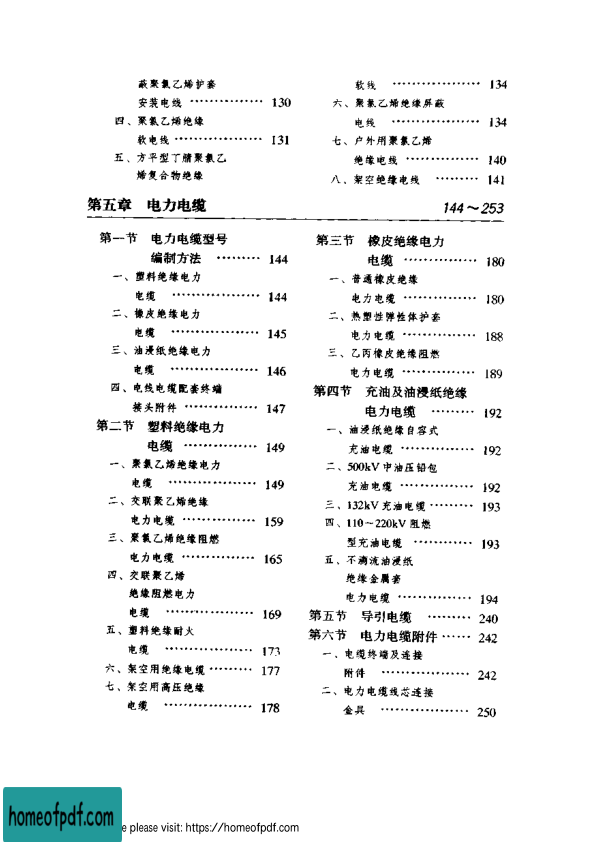 蔽聚氯乙烯护套
安装电线 ⋯⋯⋯⋯⋯ 130
四、聚氯乙烯绝缘
软电线 ⋯⋯⋯⋯⋯⋯ 131
五、方平型丁腈聚氯乙
烯复合物绝缘
软线 ⋯⋯⋯⋯⋯⋯ 134
六、聚氯乙烯绝缘屏蔽
电线 ⋯⋯⋯⋯⋯⋯ 134
七、户外用聚氯乙烯
绝缘电线 ⋯⋯⋯⋯⋯ 140
八、架空绝缘电线 ⋯⋯⋯ 141
第五章 电力电缆 144～253
第一节 电力电缆型号
编制方法 ⋯⋯⋯ 144
一、塑料绝缘电力
电缆 ⋯⋯⋯⋯⋯⋯ 144
二、橡皮绝缘电力
电缆 ⋯⋯⋯⋯⋯⋯ 145
三、油浸纸绝缘电力
电缆 ⋯⋯⋯⋯⋯⋯ 146
四、电线电缆配套终端
接头附件 ⋯⋯⋯⋯⋯ 147
第二节 塑料绝缘电力
电缆 ⋯⋯⋯⋯⋯ 149
一、聚氯乙烯绝缘电力
电缆 ⋯⋯⋯⋯⋯⋯ 149
二、交联聚乙烯绝缘
电力电缆 ⋯⋯⋯⋯⋯ 159
三、聚氯乙烯绝缘阻燃
电力电缆 ⋯⋯⋯⋯⋯ 165
四、交联聚乙烯
绝缘阻燃电力
电缆 ⋯⋯⋯⋯⋯⋯ 169
五、塑料绝缘耐火
电缆 ⋯⋯⋯⋯⋯⋯ 173
六、架空用绝缘电缆 ⋯⋯⋯ 177
七、架空用高压绝缘
电缆 ⋯⋯⋯⋯⋯⋯ 178
第三节 橡皮绝缘电力
电缆 ⋯⋯⋯⋯⋯ 180
一、普通橡皮绝缘
电力电缆 ⋯⋯⋯⋯⋯ 180
二、热塑性弹性体护套
电力电缆 ⋯⋯⋯⋯⋯ 188
三、乙丙橡皮绝缘阻燃
电力电缆 ⋯⋯⋯⋯⋯ 189
第四节 充油及油浸纸绝缘
电力电缆 ⋯⋯⋯ 192
一、油浸纸绝缘自容式
充油电缆 ⋯⋯⋯⋯⋯ 192
二、500kV中油压铅包
充油电缆 ⋯⋯⋯⋯⋯ 192
三、132kV充油电缆 ⋯⋯⋯ 193
四、110～220kV阻燃
型充油电缆 ⋯⋯⋯⋯ 193
五、不滴流油浸纸
绝缘金属套
电力电缆 ⋯⋯⋯⋯⋯ 194
第五节 导引电缆 ⋯⋯⋯ 240
第六节 电力电缆附件 ⋯⋯ 242
一、电缆终端及连接
附件 ⋯⋯⋯⋯⋯⋯ 242
二、电力电缆线芯连接
金具 ⋯⋯⋯⋯⋯⋯ 250
homeofpdf.com
e please visit: https://homeofpdf.com